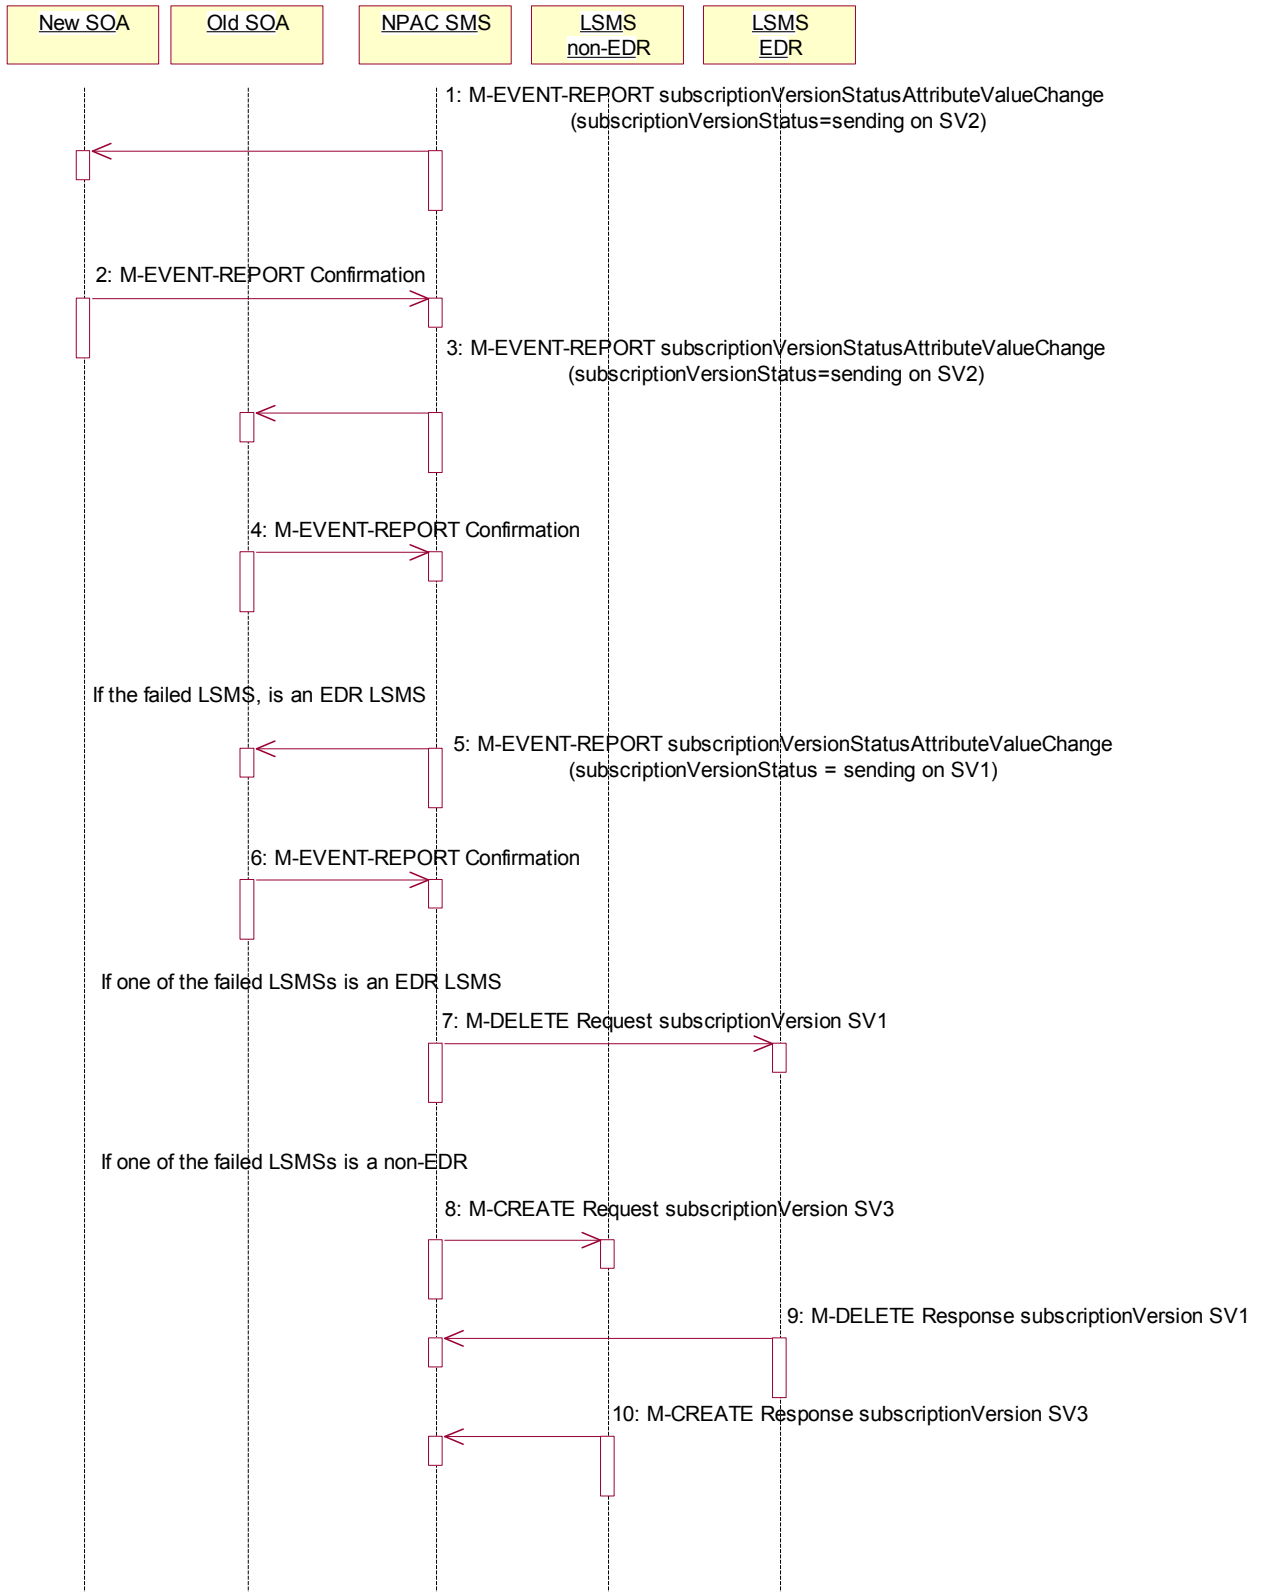 New SOA
Old SOA
NPAC SMS
LSMS
non-EDR
LSMS
EDR
1: M-EVENT-REPORT subscriptionVersionStatusAttributeValueChange
(subscriptionVersionStatus=sending on SV2)
2: M-EVENT-REPORT Confirmation
3: M-EVENT-REPORT subscriptionVersionStatusAttributeValueChange
(subscriptionVersionStatus=sending on SV2)
4: M-EVENT-REPORT Confirmation
If the failed LSMS, is an EDR LSMS
5: M-EVENT-REPORT subscriptionVersionStatusAttributeValueChange
(subscriptionVersionStatus = sending on SV1)
6: M-EVENT-REPORT Confirmation
If one of the failed LSMSs is an EDR LSMS
7: M-DELETE Request subscriptionVersion SV1
If one of the failed LSMSs is a non-EDR
8: M-CREATE Request subscriptionVersion SV3
9: M-DELETE Response subscriptionVersion SV1
10: M-CREATE Response subscriptionVersion SV3